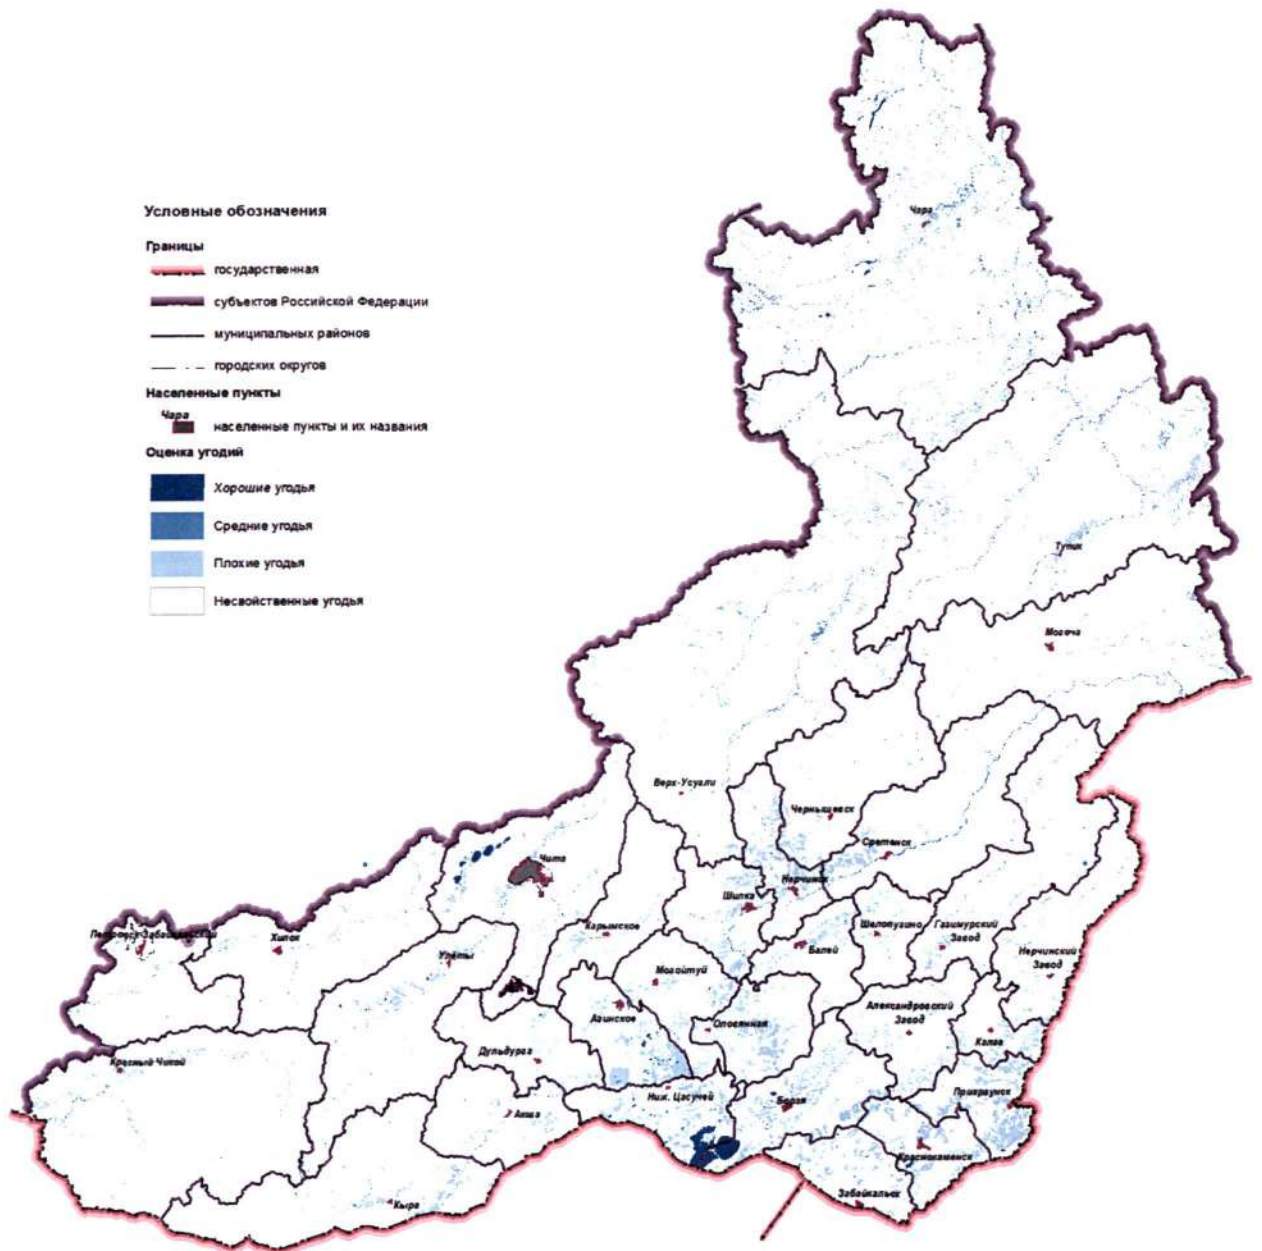 Условные обозначения
Границы
государственная
субъектов Российской Федерации
муниципальных районов
городских округов
Населенные пункты
Чара
населенные пункты и их названия
Оценка угодий
Хорошие угодья
Средние угодья
Плохие угодья
Несвойственные угодья
Чара
Тупик
Могоча
Верх-Усугли
Чернышевск
Сретенск
Чита
Нерчинск
Шилка
Петровск-Забайкальский
Хилок
Карымское
Шелопугино
Газимурский
Завод
Балей
Улёты
Нерчинский
Завод
Могойтуй
Александровский
Завод
Агинское
Оловянная
Калга
Дульдурга
Красный Чикой
Приаргунск
Ниж. Цасучей
Борзя
Акша
Краснокаменск
Забайкальск
Кыра